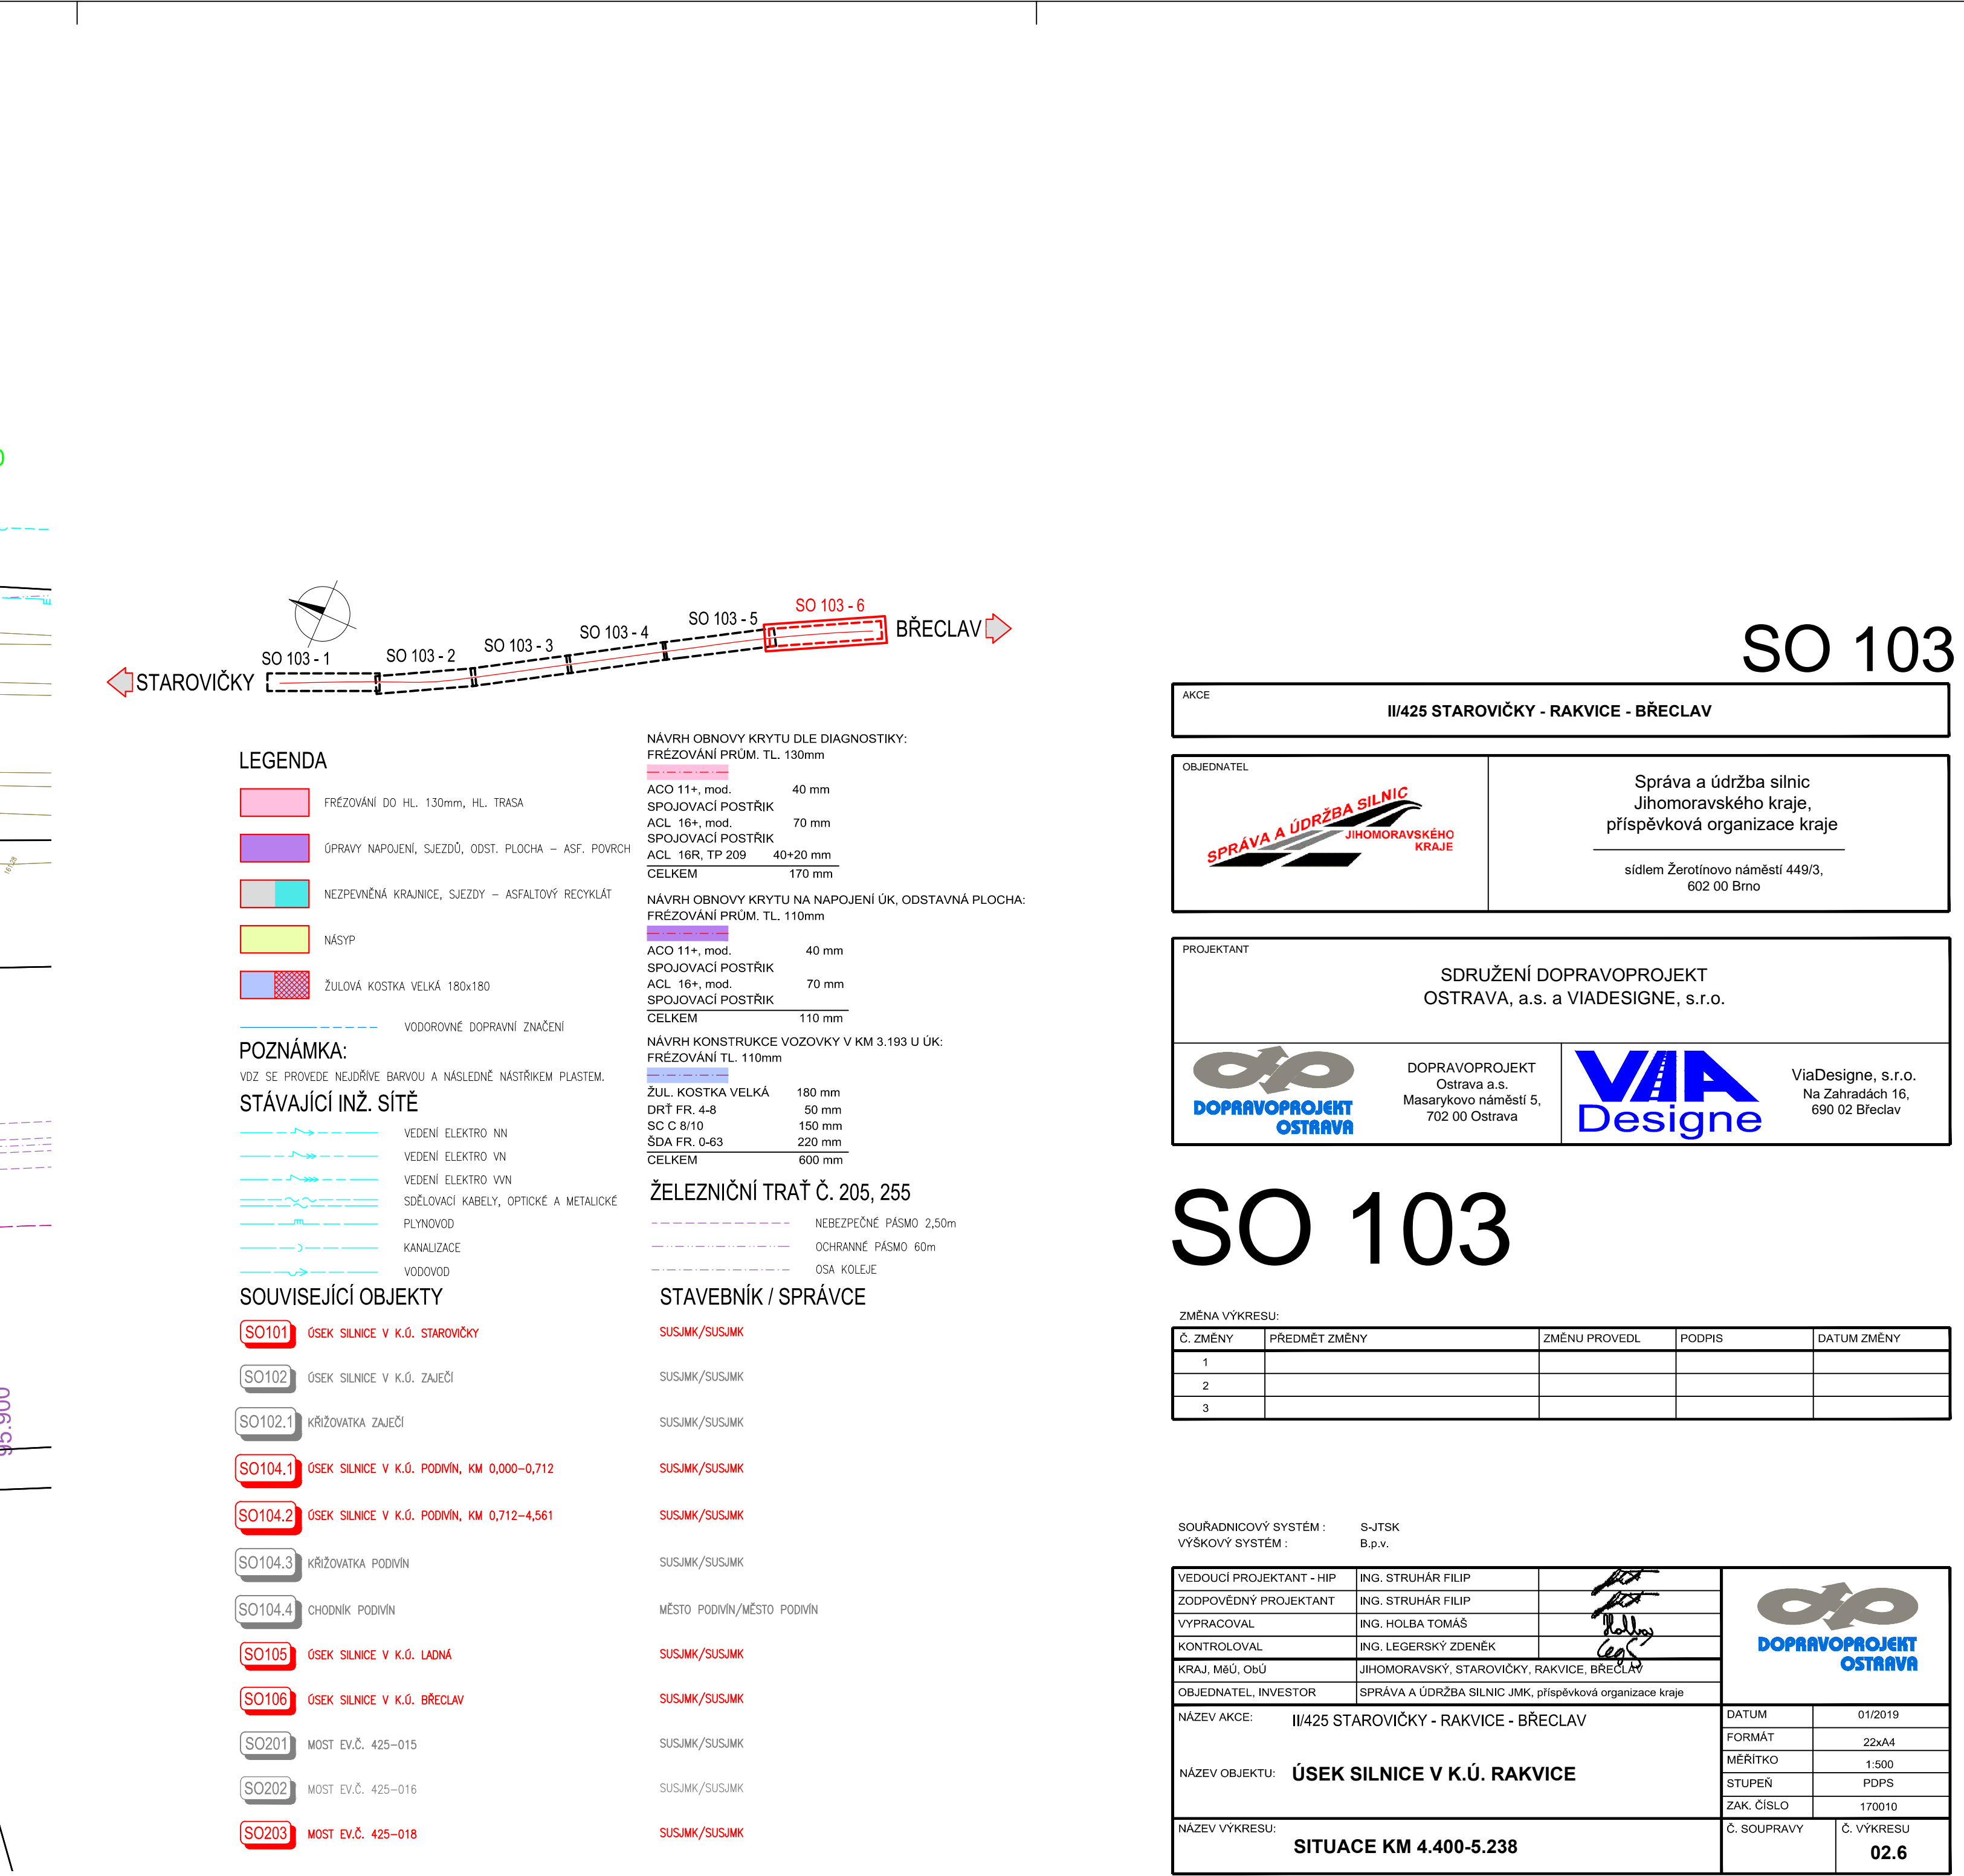 SO 103 - 1
SO 103 - 2
SO 103 - 3
SO 103 - 4
SO 103 - 5
SO 103 - 6
STAROVIČKY
BŘECLAV
LEGENDA
FRÉZOVÁNÍ DO HL. 130mm, HL. TRASA
ÚPRAVY NAPOJENÍ, SJEZDŮ, ODST. PLOCHA – ASF. POVRCH
NEZPEVNĚNÁ KRAJNICE, SJEZDY – ASFALTOVÝ RECYKLÁT
NÁSYP
ŽULOVÁ KOSTKA VELKÁ 180x180
VODOROVNÉ DOPRAVNÍ ZNAČENÍ
POZNÁMKA:
VDZ SE PROVEDE NEJDŘÍVE BARVOU A NÁSLEDNĚ NÁSTŘIKEM PLASTEM.
STÁVAJÍCÍ INŽ. SÍTĚ
VEDENÍ ELEKTRO NN
VEDENÍ ELEKTRO VN
VEDENÍ ELEKTRO VVN
SDĚLOVACÍ KABELY, OPTICKÉ A METALICKÉ
PLYNOVOD
KANALIZACE
VODOVOD
NÁVRH OBNOVY KRYTU DLE DIAGNOSTIKY:
FRÉZOVÁNÍ PRŮM. TL. 130mm
ACO 11+, mod. 40 mm
SPOJOVACÍ POSTŘIK
ACL 16+, mod. 70 mm
SPOJOVACÍ POSTŘIK
ACL 16R, TP 209 40+20 mm
CELKEM 170 mm
NÁVRH OBNOVY KRYTU NA NAPOJENÍ ÚK, ODSTAVNÁ PLOCHA:
FRÉZOVÁNÍ PRŮM. TL. 110mm
ACO 11+, mod. 40 mm
SPOJOVACÍ POSTŘIK
ACL 16+, mod. 70 mm
SPOJOVACÍ POSTŘIK
CELKEM 110 mm
NÁVRH KONSTRUKCE VOZOVKY V KM 3.193 U ÚK:
FRÉZOVÁNÍ TL. 110mm
ŽUL. KOSTKA VELKÁ 180 mm
DRŤ FR. 4-8 50 mm
SC C 8/10 150 mm
ŠDA FR. 0-63 220 mm
CELKEM 600 mm
ŽELEZNIČNÍ TRAŤ Č. 205, 255
NEBEZPEČNÉ PÁSMO 2,50m
OCHRANNÉ PÁSMO 60m
OSA KOLEJE
SOUVISEJÍCÍ OBJEKTY STAVEBNÍK / SPRÁVCE
SO101 ÚSEK SILNICE V K.Ú. STAROVIČKY SUSJMK/SUSJMK
SO102 ÚSEK SILNICE V K.Ú. ZAJEČÍ SUSJMK/SUSJMK
SO102.1 KŘIŽOVATKA ZAJEČÍ SUSJMK/SUSJMK
SO104.1 ÚSEK SILNICE V K.Ú. PODIVÍN, KM 0,000–0,712 SUSJMK/SUSJMK
SO104.2 ÚSEK SILNICE V K.Ú. PODIVÍN, KM 0,712–4,561 SUSJMK/SUSJMK
SO104.3 KŘIŽOVATKA PODIVÍN SUSJMK/SUSJMK
SO104.4 CHODNÍK PODIVÍN MĚSTO PODIVÍN/MĚSTO PODIVÍN
SO105 ÚSEK SILNICE V K.Ú. LADNÁ SUSJMK/SUSJMK
SO106 ÚSEK SILNICE V K.Ú. BŘECLAV SUSJMK/SUSJMK
SO201 MOST EV.Č. 425–015 SUSJMK/SUSJMK
SO202 MOST EV.Č. 425–016 SUSJMK/SUSJMK
SO203 MOST EV.Č. 425–018 SUSJMK/SUSJMK
95.900
SO 103
AKCE
II/425 STAROVIČKY - RAKVICE - BŘECLAV
OBJEDNATEL
SPRÁVA A ÚDRŽBA SILNIC
JIHOMORAVSKÉHO
KRAJE
Správa a údržba silnic
Jihomoravského kraje,
příspěvková organizace kraje
sídlem Žerotínovo náměstí 449/3,
602 00 Brno
PROJEKTANT
SDRUŽENÍ DOPRAVOPROJEKT
OSTRAVA, a.s. a VIADESIGNE, s.r.o.
DOPRAVOPROJEKT
OSTRAVA
DOPRAVOPROJEKT
Ostrava a.s.
Masarykovo náměstí 5,
702 00 Ostrava
VIA
Designe
ViaDesigne, s.r.o.
Na Zahradách 16,
690 02 Břeclav
SO 103
ZMĚNA VÝKRESU:
Č. ZMĚNY PŘEDMĚT ZMĚNY ZMĚNU PROVEDL PODPIS DATUM ZMĚNY
1
2
3
SOUŘADNICOVÝ SYSTÉM : S-JTSK
VÝŠKOVÝ SYSTÉM : B.p.v.
VEDOUCÍ PROJEKTANT - HIP ING. STRUHÁR FILIP
ZODPOVĚDNÝ PROJEKTANT ING. STRUHÁR FILIP
VYPRACOVAL ING. HOLBA TOMÁŠ Holba
KONTROLOVAL ING. LEGERSKÝ ZDENĚK
KRAJ, MěÚ, ObÚ JIHOMORAVSKÝ, STAROVIČKY, RAKVICE, BŘECLAV
OBJEDNATEL, INVESTOR SPRÁVA A ÚDRŽBA SILNIC JMK, příspěvková organizace kraje
DOPRAVOPROJEKT
OSTRAVA
NÁZEV AKCE: II/425 STAROVIČKY - RAKVICE - BŘECLAV
NÁZEV OBJEKTU: ÚSEK SILNICE V K.Ú. RAKVICE
DATUM 01/2019
FORMÁT 22xA4
MĚŘÍTKO 1:500
STUPEŇ PDPS
ZAK. ČÍSLO 170010
NÁZEV VÝKRESU:
SITUACE KM 4.400-5.238
Č. SOUPRAVY
Č. VÝKRESU
02.6